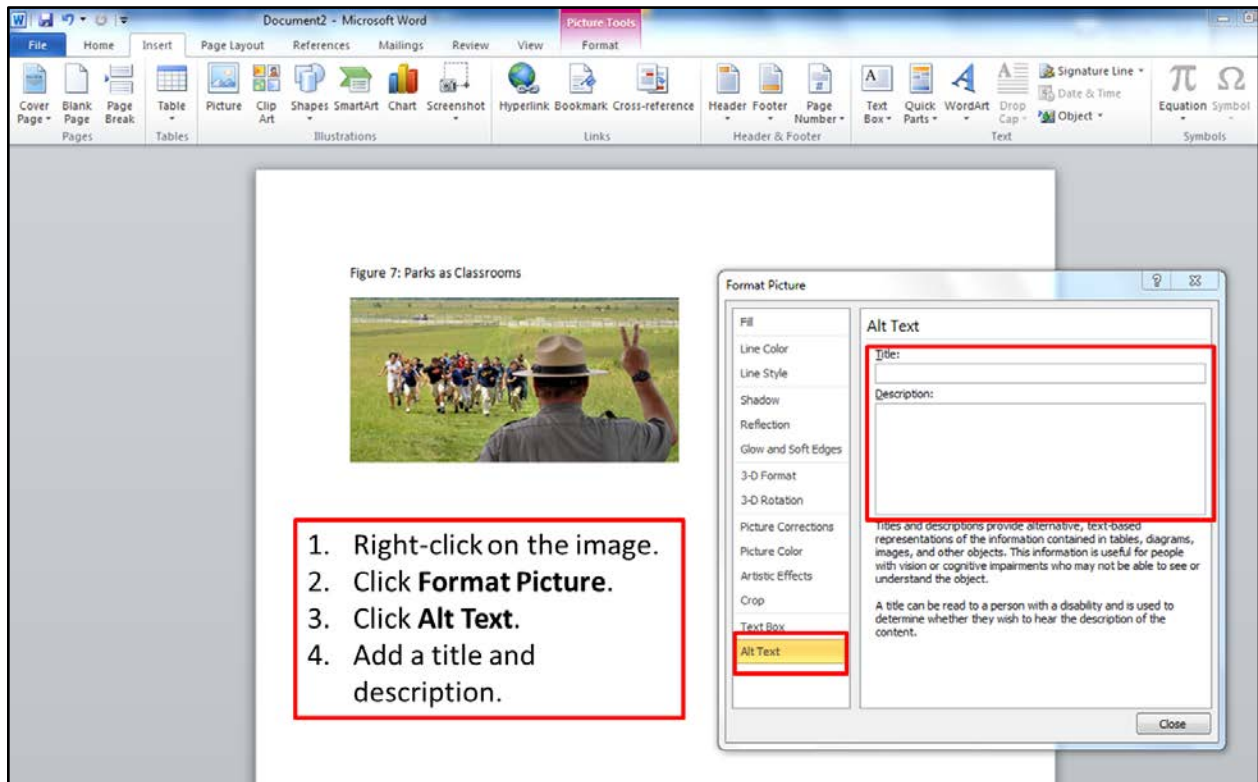 Document2 - Microsoft Word
Picture Tools
File Home Insert Page Layout References Mailings Review View Format
Cover Page
Blank Page
Page Break
Table
Picture
Clip Art
Shapes
SmartArt
Chart
Screenshot
Hyperlink
Bookmark
Cross-reference
Header
Footer
Page Number
Text Box
Quick Parts
WordArt
Drop Cap
Signature Line
Date & Time
Object
Equation
Symbol
Pages Tables Illustrations Links Header & Footer Text Symbols
Figure 7: Parks as Classrooms
1. Right-click on the image.
2. Click Format Picture.
3. Click Alt Text.
4. Add a title and
description.
Format Picture
Fill
Line Color
Line Style
Shadow
Reflection
Glow and Soft Edges
3-D Format
3-D Rotation
Picture Corrections
Picture Color
Artistic Effects
Crop
Text Box
Alt Text
Alt Text
Title:
Description:
Titles and descriptions provide alternative, text-based
representations of the information contained in tables, diagrams,
images, and other objects. This information is useful for people
with vision or cognitive impairments who may not be able to see or
understand the object.
A title can be read to a person with a disability and is used to
determine whether they wish to hear the description of the
content.
Close